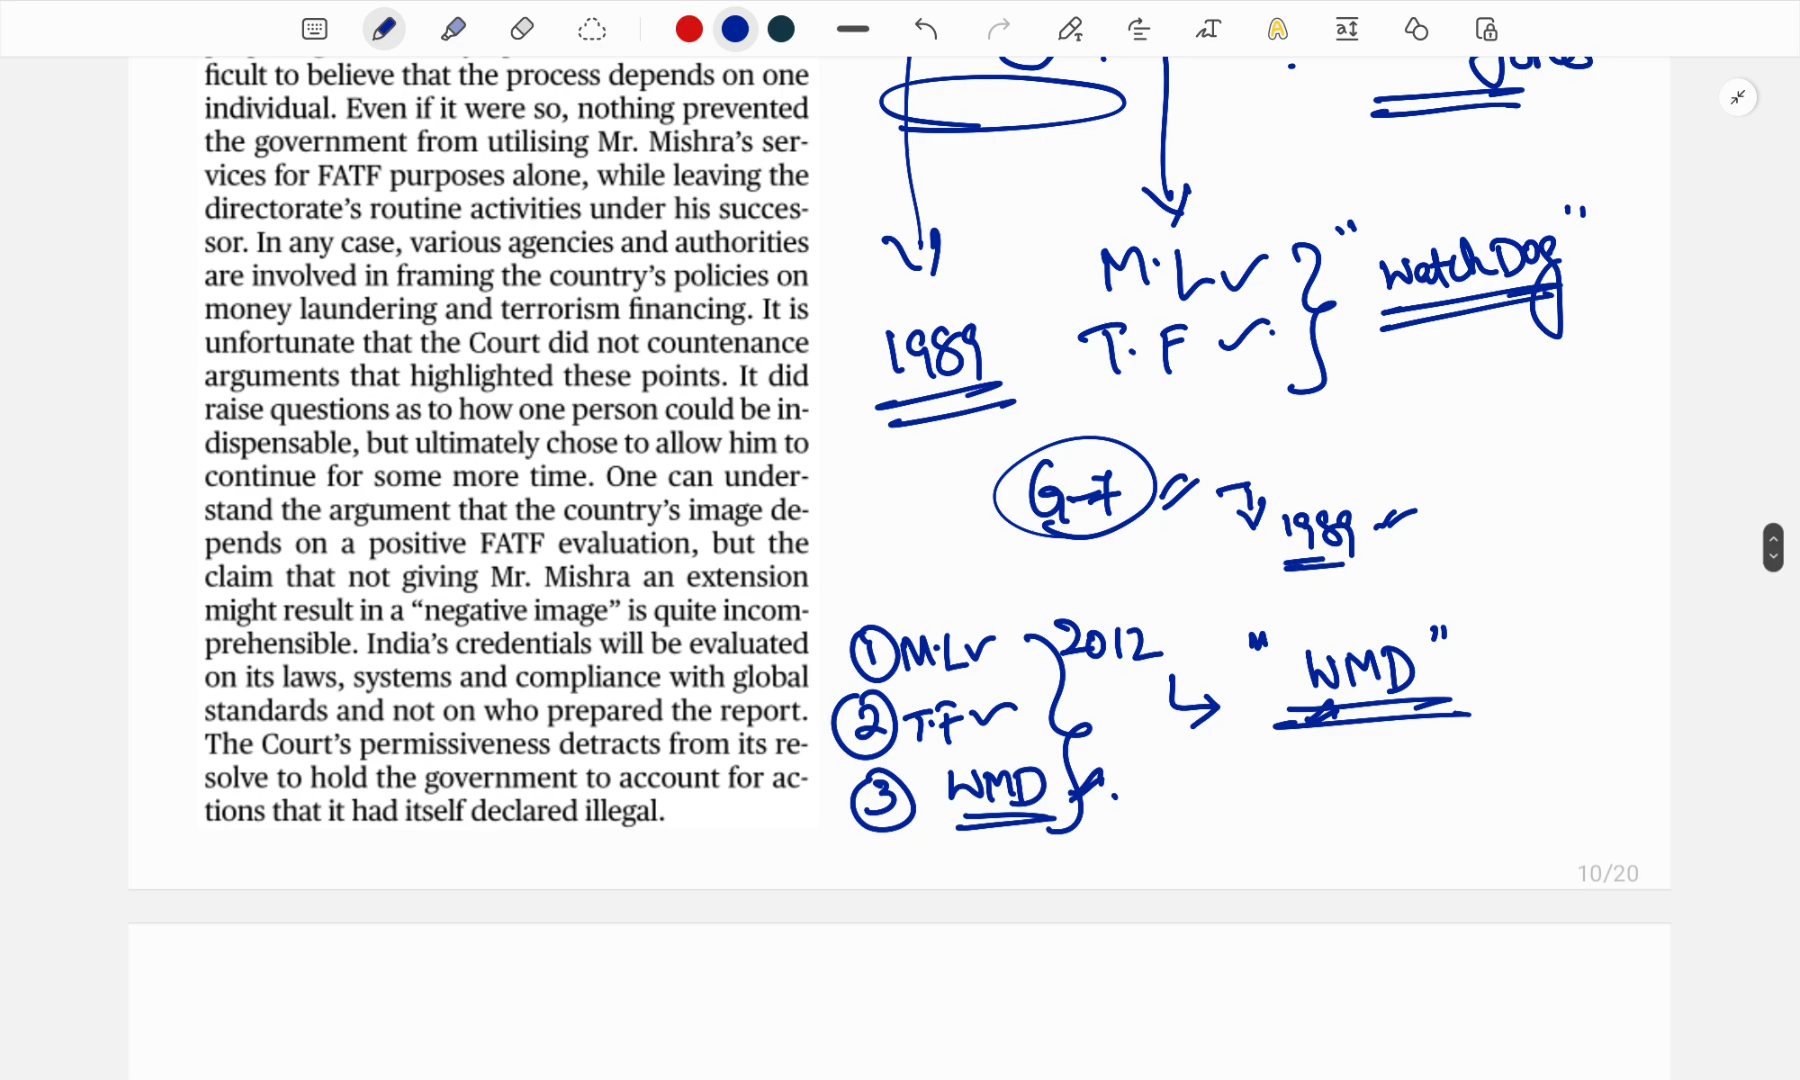 ficult to believe that the process depends on one
individual. Even if it were so, nothing prevented
the government from utilising Mr. Mishra’s ser-
vices for FATF purposes alone, while leaving the
directorate’s routine activities under his succes-
sor. In any case, various agencies and authorities
are involved in framing the country’s policies on
money laundering and terrorism financing. It is
unfortunate that the Court did not countenance
arguments that highlighted these points. It did
raise questions as to how one person could be in-
dispensable, but ultimately chose to allow him to
continue for some more time. One can under-
stand the argument that the country’s image de-
pends on a positive FATF evaluation, but the
claim that not giving Mr. Mishra an extension
might result in a “negative image” is quite incom-
prehensible. India’s credentials will be evaluated
on its laws, systems and compliance with global
standards and not on who prepared the report.
The Court’s permissiveness detracts from its re-
solve to hold the government to account for ac-
tions that it had itself declared illegal.
M.L
T.F
"WatchDog"
1989
G-7
1989
① M.L
② T.F
③ WMD
2012
"WMD"
10/20